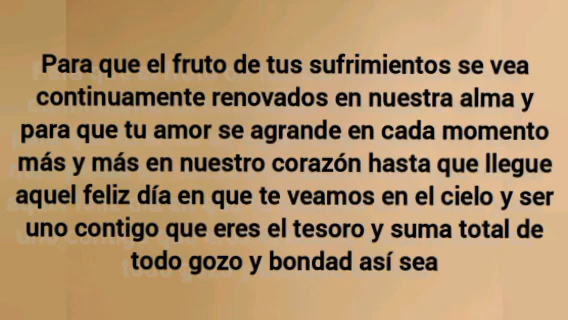 Para que el fruto de tus sufrimientos se vea
continuamente renovados en nuestra alma y
para que tu amor se agrande en cada momento
más y más en nuestro corazón hasta que llegue
aquel feliz día en que te veamos en el cielo y ser
uno contigo que eres el tesoro y suma total de
todo gozo y bondad así sea